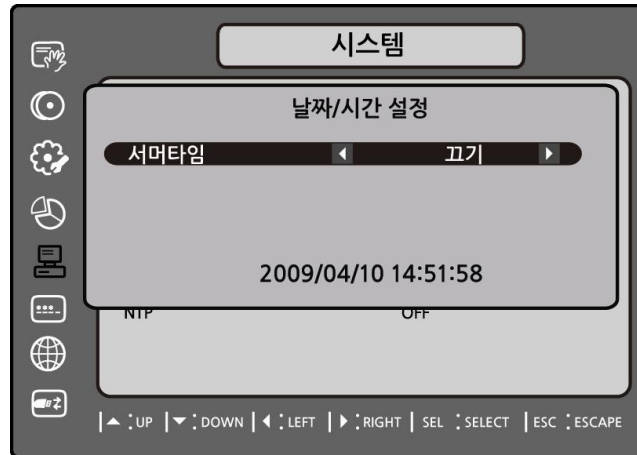 시스템
날짜/시간 설정
서머타임 ◀ 끄기 ▶
2009/04/10 14:51:58
NTP OFF
▲ : UP ▼ : DOWN ◀ : LEFT ▶ : RIGHT SEL : SELECT ESC : ESCAPE